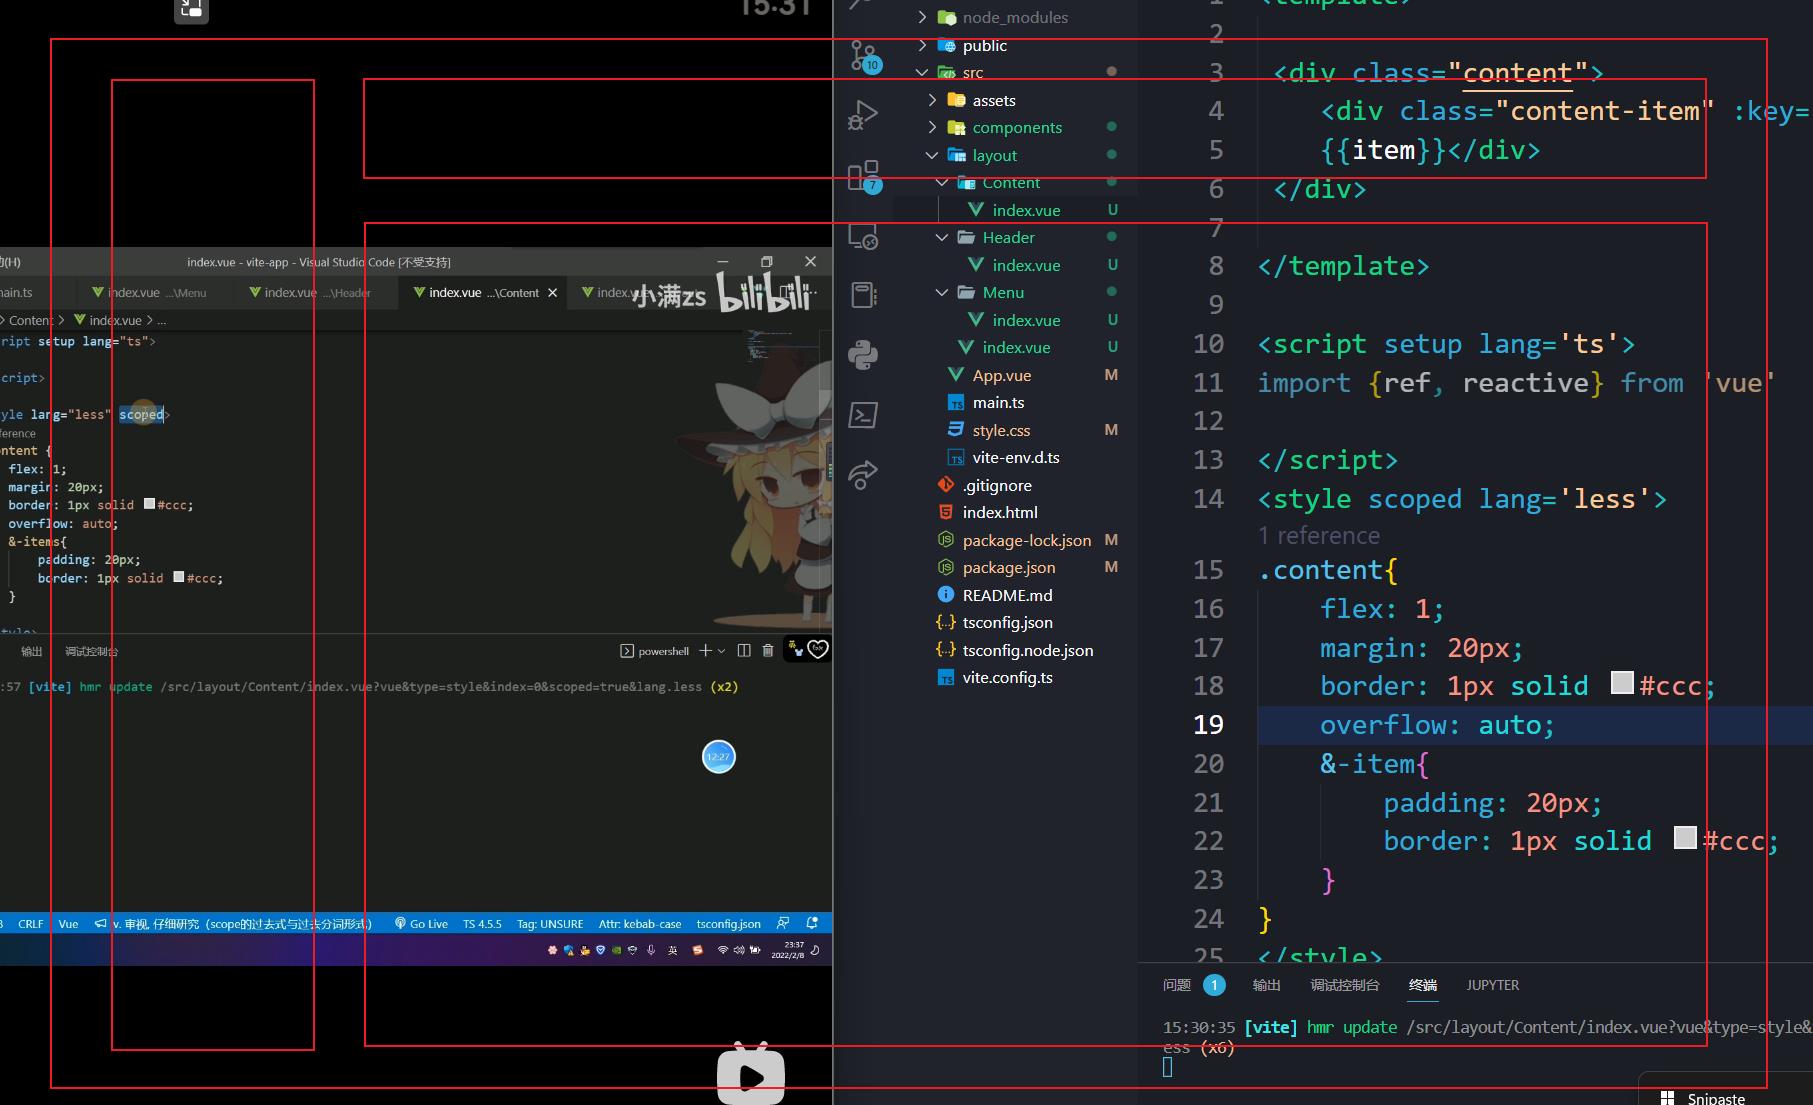 15:31
(H)
index.vue - vite-app - Visual Studio Code [不受支持]
ain.ts
index.vue ...\Menu
index.vue ...\Header
index.vue ...\Content
小满zs bilibili
Content > index.vue > ...
ript setup lang="ts">
cript>
yle lang="less" scoped>
erence
ntent {
flex: 1;
margin: 20px;
border: 1px solid #ccc;
overflow: auto;
&-items{
padding: 20px;
border: 1px solid #ccc;
}
输出 调试控制台
powershell
:57 [vite] hmr update /src/layout/Content/index.vue?vue&type=style&index=0&scoped=true&lang.less (x2)
12:27
CRLF Vue v. 审视, 仔细研究（scope的过去式与过去分词形式） Go Live TS 4.5.5 Tag: UNSURE Attr: kebab-case tsconfig.json
英
23:37
2022/2/8
10
7
node_modules
public
src
assets
components
layout
Content
index.vue U
Header
index.vue U
Menu
index.vue U
index.vue U
App.vue M
main.ts
style.css M
vite-env.d.ts
.gitignore
index.html
package-lock.json M
package.json M
README.md
tsconfig.json
tsconfig.node.json
vite.config.ts
1 <template>
2
3 <div class="content">
4 <div class="content-item" :key=
5 {{item}}</div>
6 </div>
7
8 </template>
9
10 <script setup lang='ts'>
11 import {ref, reactive} from 'vue'
12
13 </script>
14 <style scoped lang='less'>
1 reference
15 .content{
16 flex: 1;
17 margin: 20px;
18 border: 1px solid #ccc;
19 overflow: auto;
20 &-item{
21 padding: 20px;
22 border: 1px solid #ccc;
23 }
24 }
25 </style>
问题 1 输出 调试控制台 终端 JUPYTER
15:30:35 [vite] hmr update /src/layout/Content/index.vue?vue&type=style&
ess (x6)
Snipaste